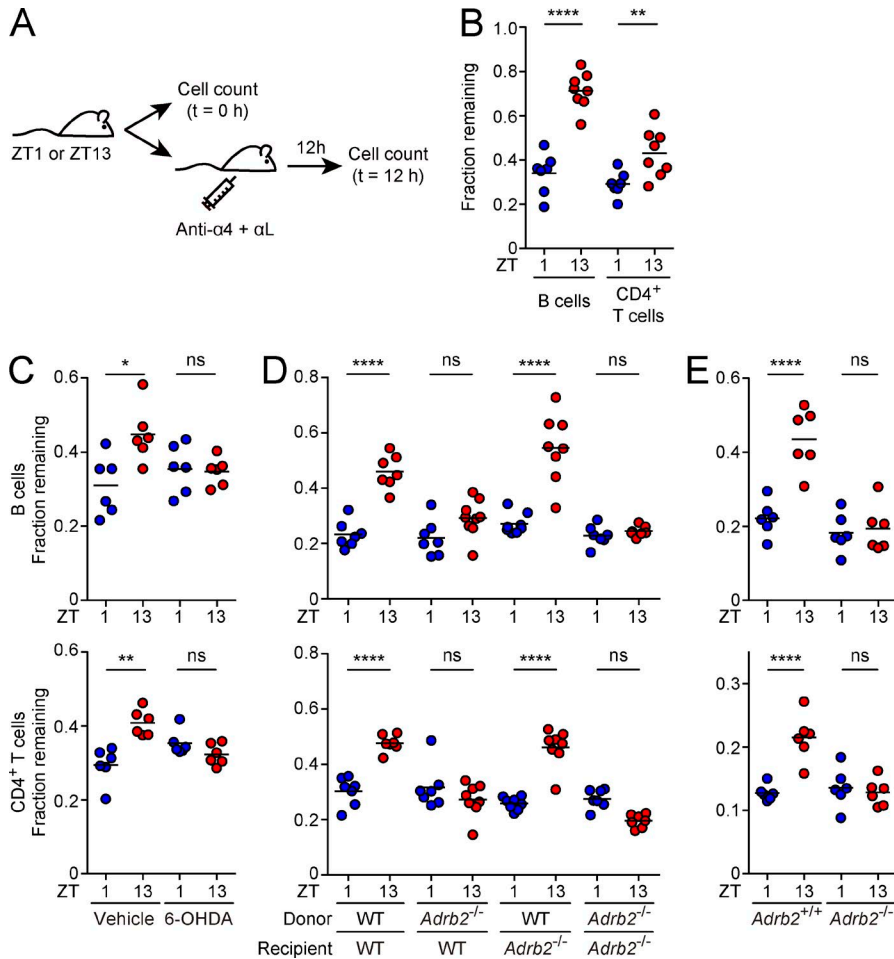 A
Cell count
(t = 0 h)
ZT1 or ZT13
12h
Cell count
(t = 12 h)
Anti-α4 + αL
B
**** **
Fraction remaining
1.0
0.8
0.6
0.4
0.2
0
ZT 1 13 1 13
B cells CD4+
T cells
C
* ns
B cells
Fraction remaining
0.6
0.4
0.2
0
ZT 1 13 1 13
D
**** ns **** ns
0.8
0.6
0.4
0.2
0
1 13 1 13 1 13 1 13
E
**** ns
0.6
0.4
0.2
0
ZT 1 13 1 13
** ns
CD4+ T cells
Fraction remaining
0.6
0.4
0.2
0
ZT 1 13 1 13
Vehicle 6-OHDA
**** ns **** ns
0.8
0.6
0.4
0.2
0
1 13 1 13 1 13 1 13
Donor WT Adrb2-/- WT Adrb2-/-
Recipient WT WT Adrb2-/- Adrb2-/-
**** ns
0.3
0.2
0.1
0
ZT 1 13 1 13
Adrb2+/+ Adrb2-/-